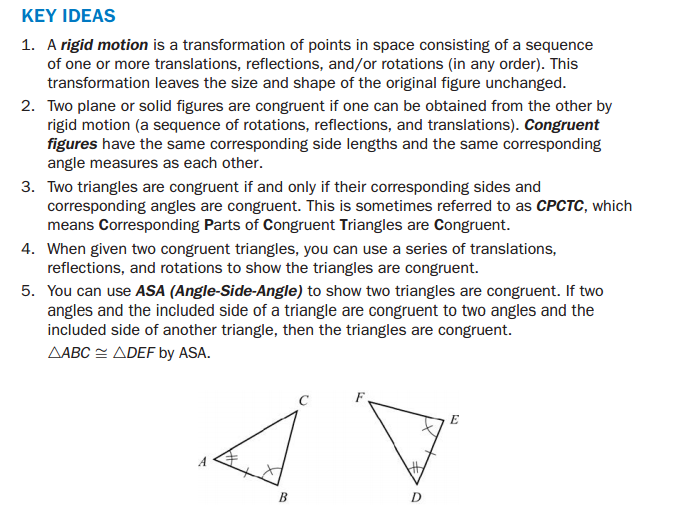 KEY IDEAS
1. A rigid motion is a transformation of points in space consisting of a sequence
of one or more translations, reflections, and/or rotations (in any order). This
transformation leaves the size and shape of the original figure unchanged.
2. Two plane or solid figures are congruent if one can be obtained from the other by
rigid motion (a sequence of rotations, reflections, and translations). Congruent
figures have the same corresponding side lengths and the same corresponding
angle measures as each other.
3. Two triangles are congruent if and only if their corresponding sides and
corresponding angles are congruent. This is sometimes referred to as CPCTC, which
means Corresponding Parts of Congruent Triangles are Congruent.
4. When given two congruent triangles, you can use a series of translations,
reflections, and rotations to show the triangles are congruent.
5. You can use ASA (Angle-Side-Angle) to show two triangles are congruent. If two
angles and the included side of a triangle are congruent to two angles and the
included side of another triangle, then the triangles are congruent.
△ABC ≅ △DEF by ASA.
C F
E
A
B D